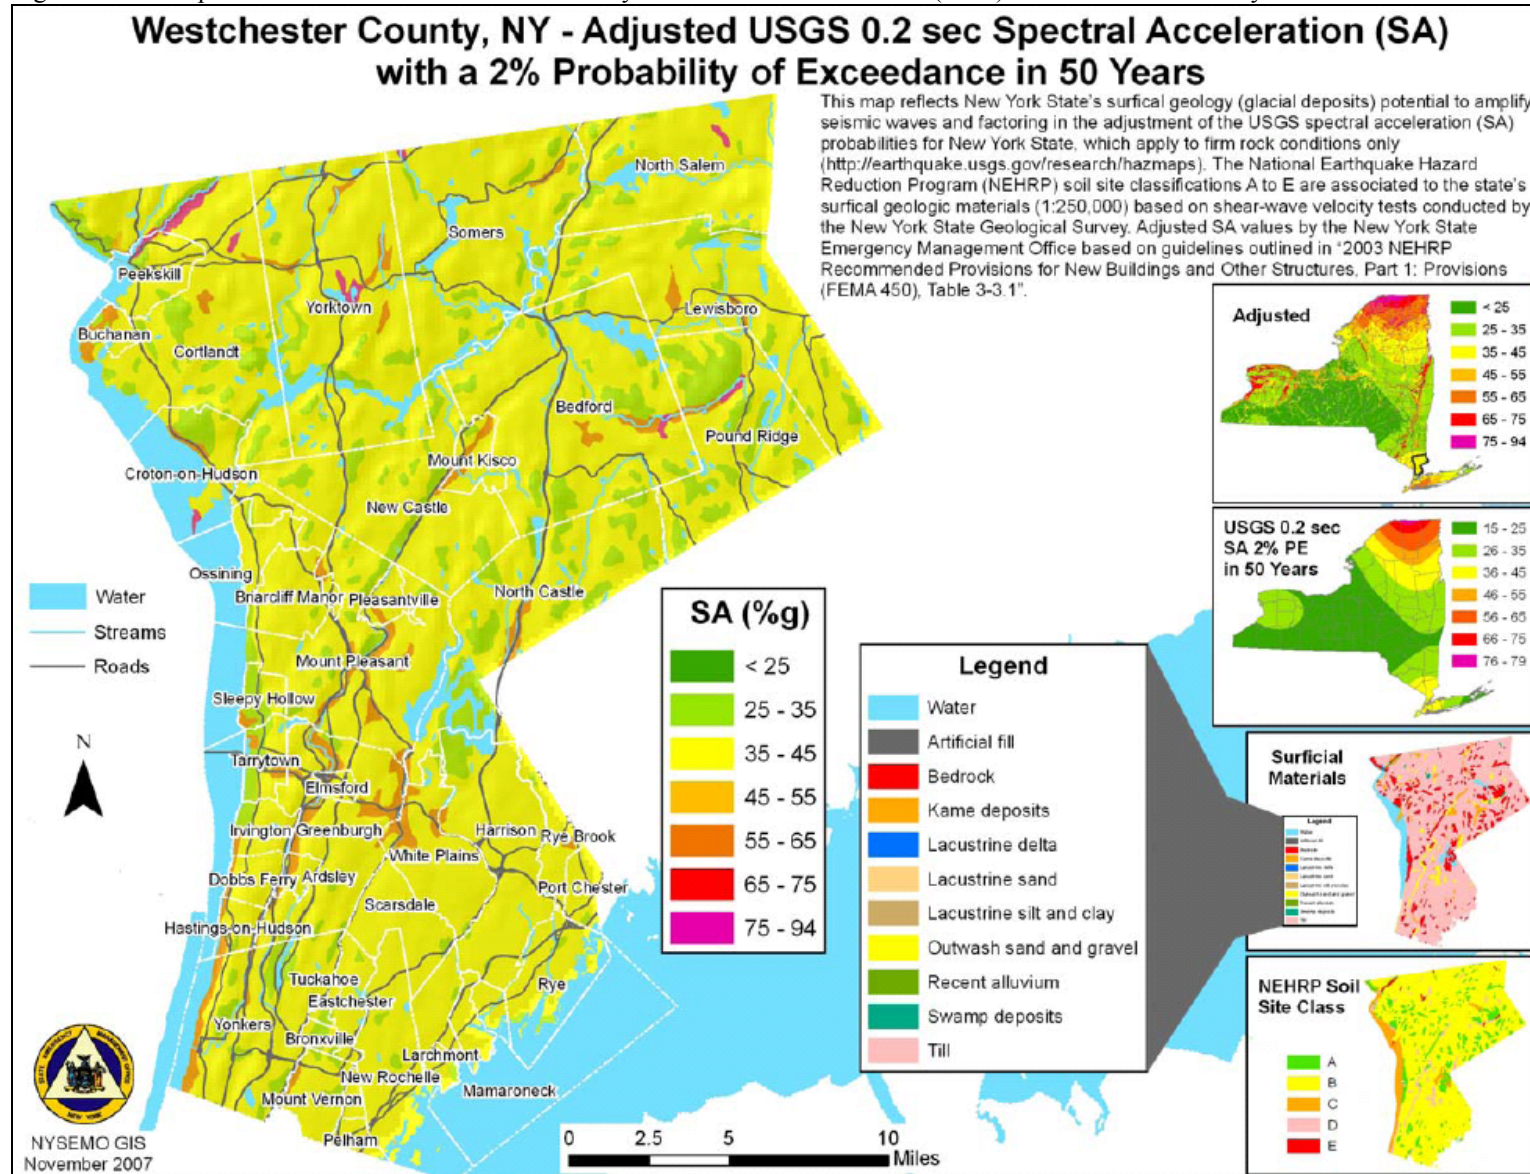 Westchester County, NY - Adjusted USGS 0.2 sec Spectral Acceleration (SA)
with a 2% Probability of Exceedance in 50 Years
This map reflects New York State's surfical geology (glacial deposits) potential to amplify
seismic waves and factoring in the adjustment of the USGS spectral acceleration (SA)
probabilities for New York State, which apply to firm rock conditions only
(http://earthquake.usgs.gov/research/hazmaps). The National Earthquake Hazard
Reduction Program (NEHRP) soil site classifications A to E are associated to the state's
surfical geologic materials (1:250,000) based on shear-wave velocity tests conducted by
the New York State Geological Survey. Adjusted SA values by the New York State
Emergency Management Office based on guidelines outlined in "2003 NEHRP
Recommended Provisions for New Buildings and Other Structures, Part 1: Provisions
(FEMA 450), Table 3-3.1".
North Salem
Somers
Peekskill
Yorktown
Lewisboro
Buchanan
Cortlandt
Bedford
Pound Ridge
Mount Kisco
Croton-on-Hudson
New Castle
Ossining
Briarcliff Manor
Pleasantville
North Castle
Mount Pleasant
Sleepy Hollow
Tarrytown
Elmsford
Irvington
Greenburgh
Harrison
Rye Brook
White Plains
Dobbs Ferry
Ardsley
Port Chester
Scarsdale
Hastings-on-Hudson
Tuckahoe
Rye
Eastchester
Yonkers
Bronxville
Larchmont
New Rochelle
Mamaroneck
Mount Vernon
Pelham
Water
Streams
Roads
N
NYSEMO GIS
November 2007
0 2.5 5 10
Miles
SA (%g)
< 25
25 - 35
35 - 45
45 - 55
55 - 65
65 - 75
75 - 94
Legend
Water
Artificial fill
Bedrock
Kame deposits
Lacustrine delta
Lacustrine sand
Lacustrine silt and clay
Outwash sand and gravel
Recent alluvium
Swamp deposits
Till
Adjusted
< 25
25 - 35
35 - 45
45 - 55
55 - 65
65 - 75
75 - 94
USGS 0.2 sec
SA 2% PE
in 50 Years
15 - 25
26 - 35
36 - 45
46 - 55
56 - 65
66 - 75
76 - 79
Surficial
Materials
Legend
NEHRP Soil
Site Class
A
B
C
D
E